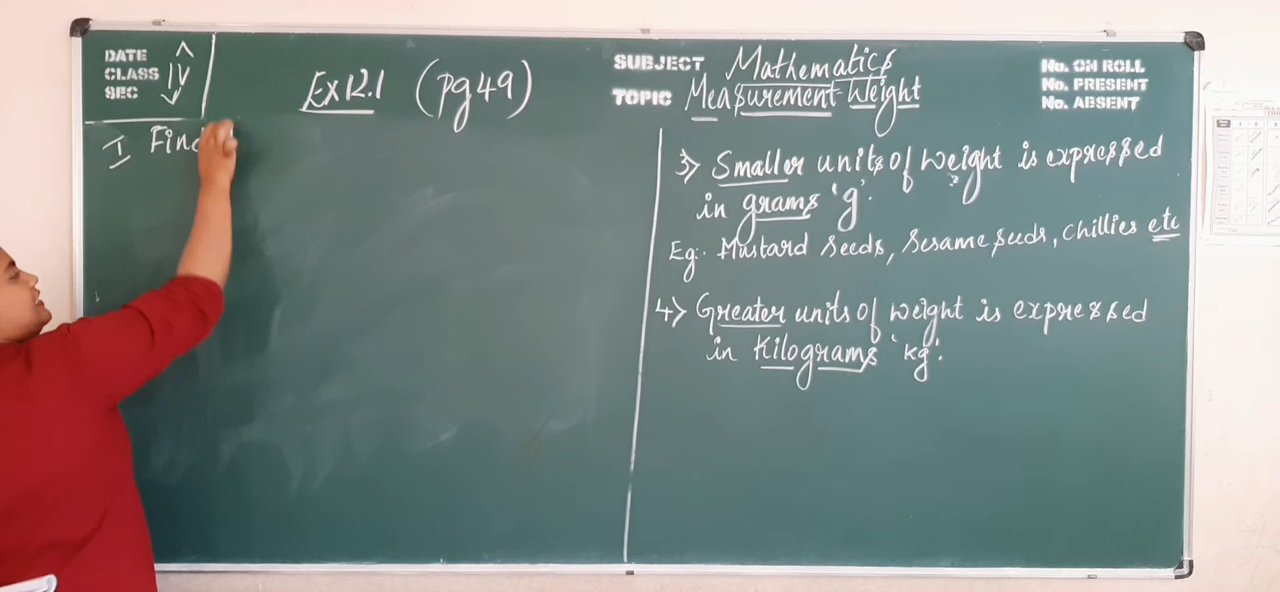 DATE
CLASS IV
SEC
Ex 12.1 (Pg 49)
SUBJECT Mathematics
TOPIC Measurement Weight
No. ON ROLL
No. PRESENT
No. ABSENT
I Find
3> Smaller units of weight is expressed
in grams 'g'.
Eg:- Mustard seeds, Sesame seeds, Chillies etc
4> Greater units of weight is expressed
in Kilograms 'kg'.